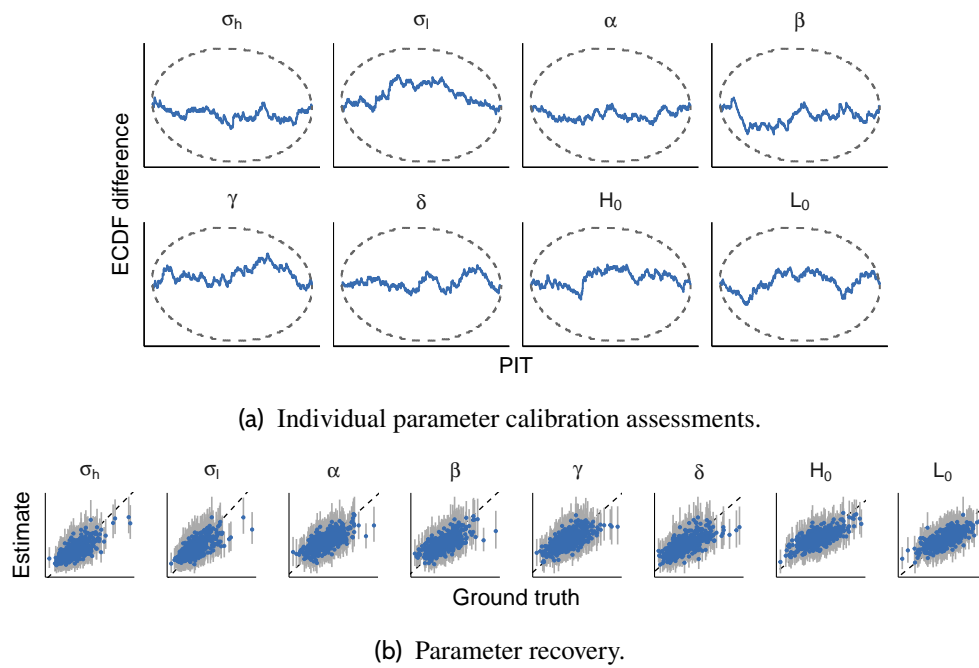 σh σl α β
ECDF difference
γ δ H0 L0
PIT
(a) Individual parameter calibration assessments.
σh σl α β γ δ H0 L0
Estimate
Ground truth
(b) Parameter recovery.